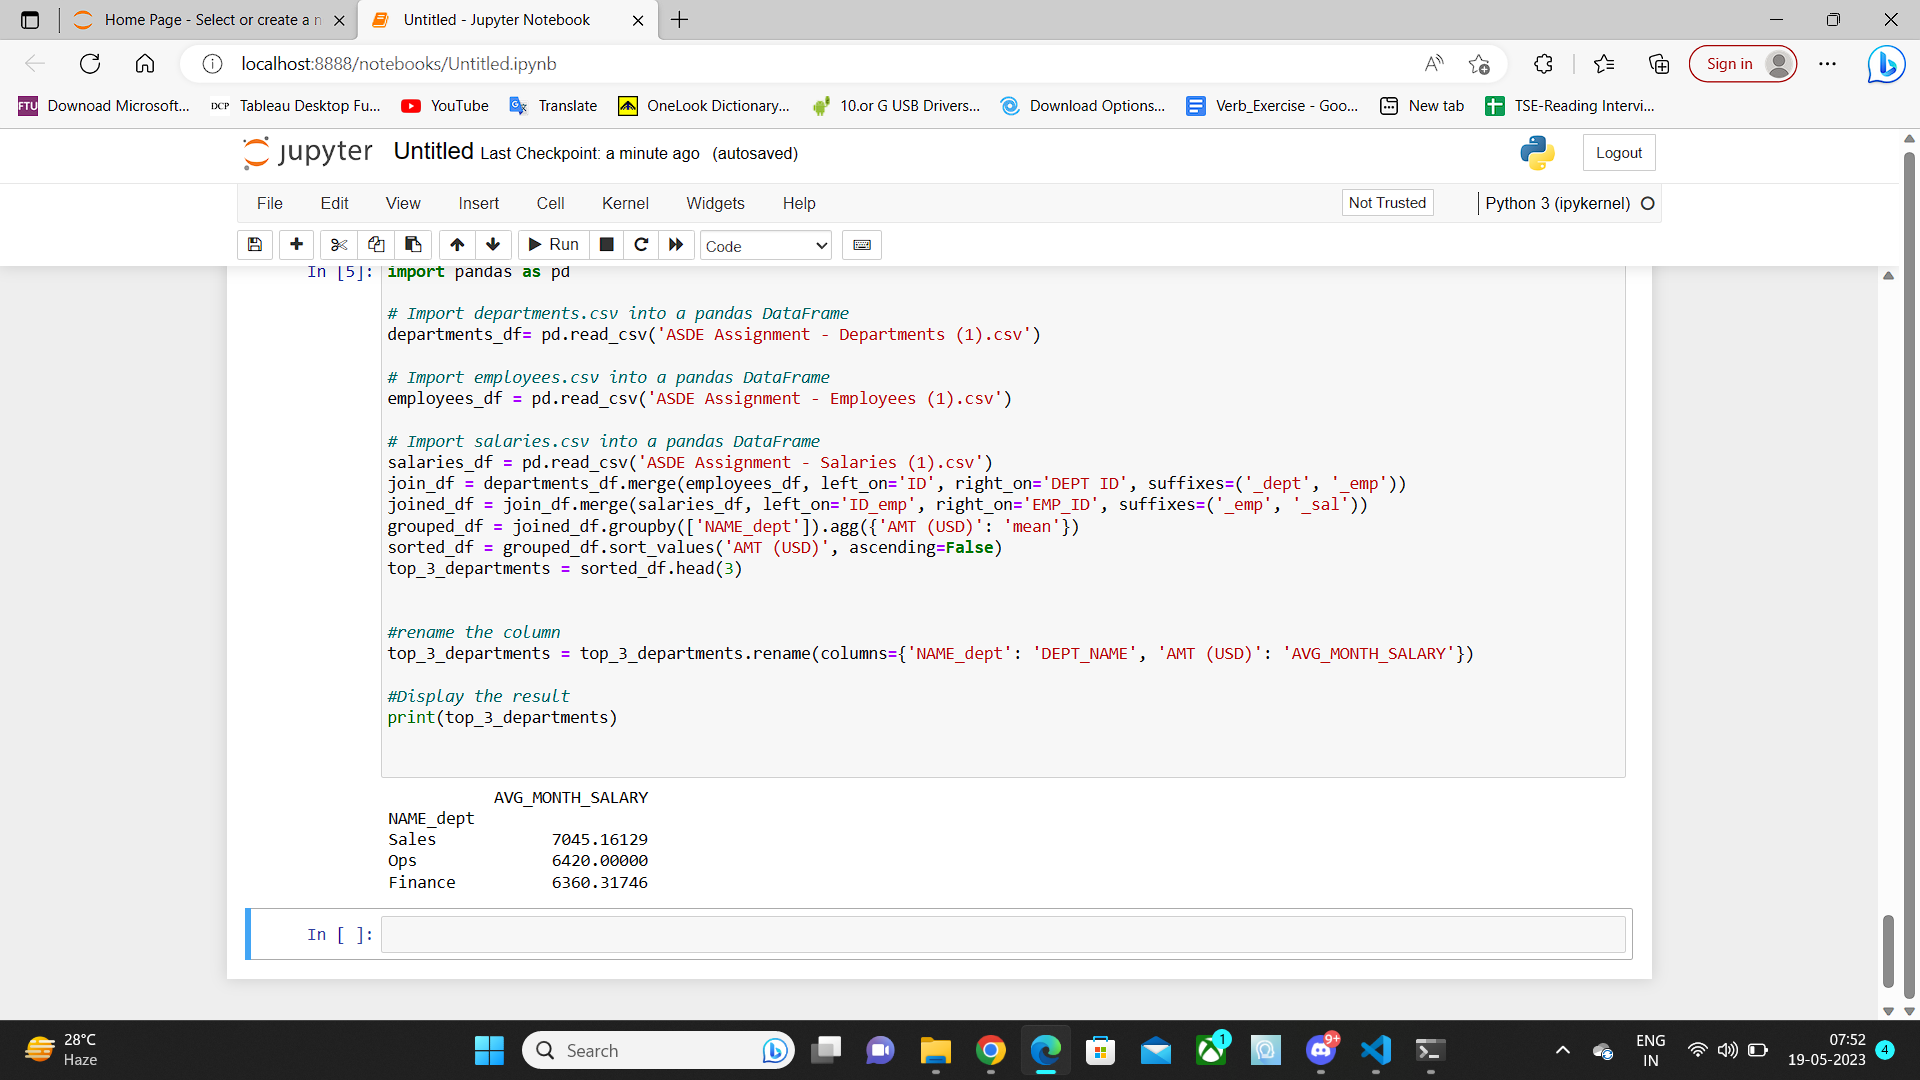 Home Page - Select or create a n
Untitled - Jupyter Notebook
localhost:8888/notebooks/Untitled.ipynb
Sign in
FTU Downoad Microsoft...
DCP Tableau Desktop Fu...
YouTube
Translate
OneLook Dictionary...
10.or G USB Drivers...
Download Options...
Verb_Exercise - Goo...
New tab
TSE-Reading Intervi...
jupyter Untitled Last Checkpoint: a minute ago (autosaved)
Logout
File Edit View Insert Cell Kernel Widgets Help
Not Trusted
Python 3 (ipykernel)
Run
Code
In [5]: import pandas as pd
# Import departments.csv into a pandas DataFrame
departments_df= pd.read_csv('ASDE Assignment - Departments (1).csv')
# Import employees.csv into a pandas DataFrame
employees_df = pd.read_csv('ASDE Assignment - Employees (1).csv')
# Import salaries.csv into a pandas DataFrame
salaries_df = pd.read_csv('ASDE Assignment - Salaries (1).csv')
join_df = departments_df.merge(employees_df, left_on='ID', right_on='DEPT ID', suffixes=('_dept', '_emp'))
joined_df = join_df.merge(salaries_df, left_on='ID_emp', right_on='EMP_ID', suffixes=('_emp', '_sal'))
grouped_df = joined_df.groupby(['NAME_dept']).agg({'AMT (USD)': 'mean'})
sorted_df = grouped_df.sort_values('AMT (USD)', ascending=False)
top_3_departments = sorted_df.head(3)
#rename the column
top_3_departments = top_3_departments.rename(columns={'NAME_dept': 'DEPT_NAME', 'AMT (USD)': 'AVG_MONTH_SALARY'})
#Display the result
print(top_3_departments)
AVG_MONTH_SALARY
NAME_dept
Sales 7045.16129
Ops 6420.00000
Finance 6360.31746
In [ ]:
28°C
Haze
Search
1
9+
ENG
IN
07:52
19-05-2023
4